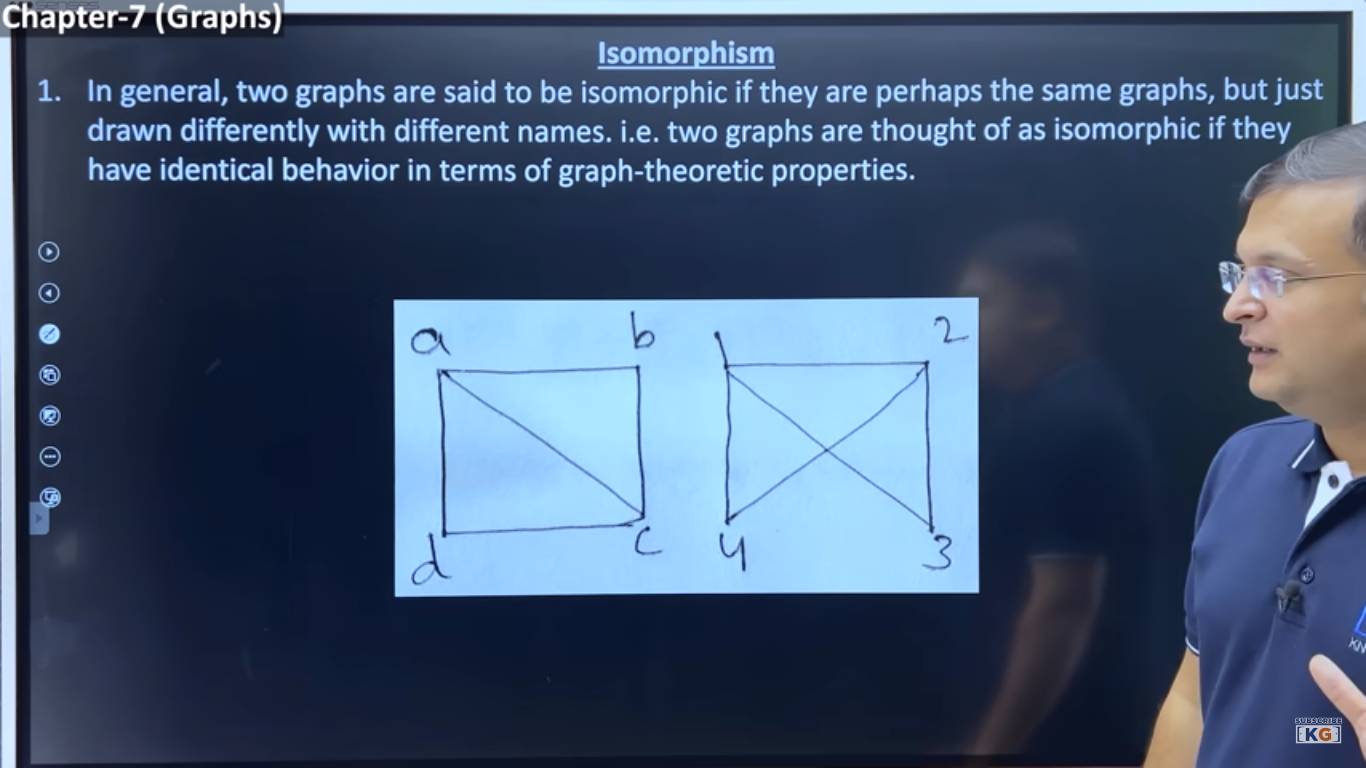 Chapter-7 (Graphs)
Isomorphism
1. In general, two graphs are said to be isomorphic if they are perhaps the same graphs, but just
drawn differently with different names. i.e. two graphs are thought of as isomorphic if they
have identical behavior in terms of graph-theoretic properties.
a b 1 2
d c 4 3
SUBSCRIBE
KG